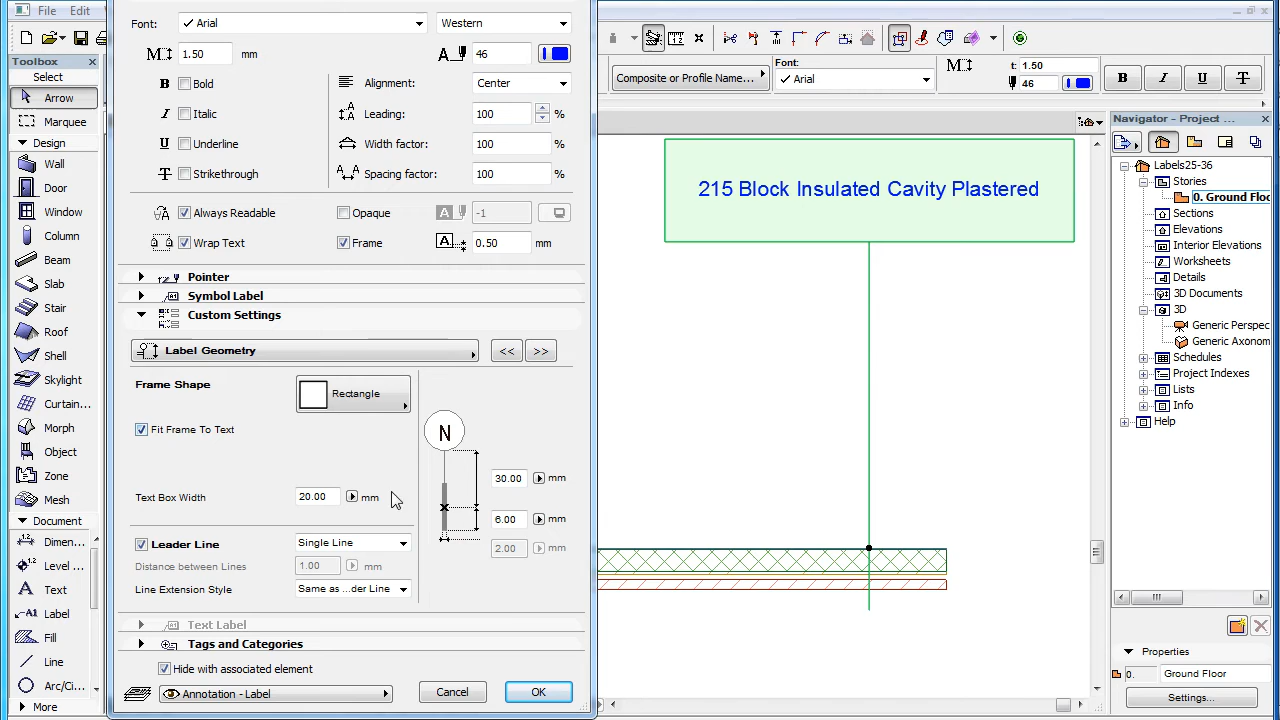 File Edit
Font: ✓ Arial Western
1.50 mm 46
B Bold Alignment: Center
I Italic Leading: 100 %
U Underline Width factor: 100 %
T Strikethrough Spacing factor: 100 %
Always Readable Opaque -1
Wrap Text Frame 0.50 mm
Pointer
Symbol Label
Custom Settings
Label Geometry << >>
Frame Shape Rectangle
Fit Frame To Text
N
30.00 mm
Text Box Width 20.00 mm
6.00 mm
Leader Line Single Line
2.00 mm
Distance between Lines 1.00 mm
Line Extension Style Same as ...der Line
Text Label
Tags and Categories
Hide with associated element
Annotation - Label Cancel OK
Toolbox
Select
Arrow
Marquee
Design
Wall
Door
Window
Column
Beam
Slab
Stair
Roof
Shell
Skylight
Curtain...
Morph
Object
Zone
Mesh
Document
Dimen...
Level ...
Text
Label
Fill
Line
Arc/Ci...
More
Composite or Profile Name...
Font:
✓ Arial
t: 1.50
46
B I U T
215 Block Insulated Cavity Plastered
Navigator - Project ...
Labels25-36
Stories
0. Ground Floo
Sections
Elevations
Interior Elevations
Worksheets
Details
3D Documents
3D
Generic Perspec
Generic Axonom
Schedules
Project Indexes
Lists
Info
Help
Properties
0. Ground Floor
Settings...